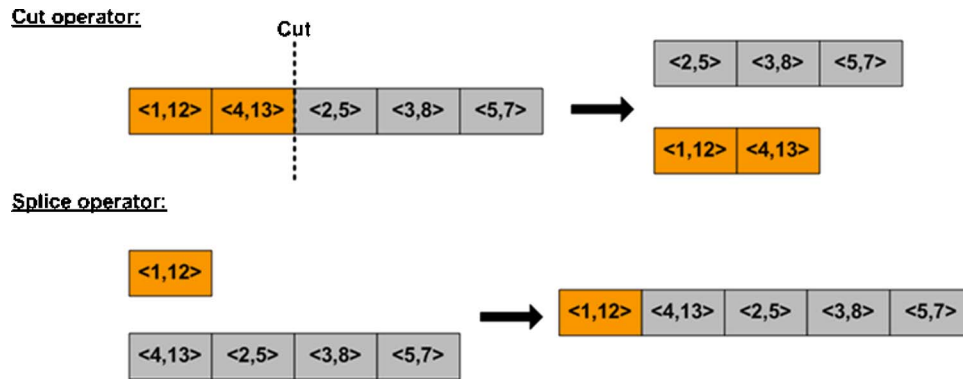 Cut operator:
Cut
<2,5> <3,8> <5,7>
<1,12> <4,13> <2,5> <3,8> <5,7>
<1,12> <4,13>
Splice operator:
<1,12>
<1,12> <4,13> <2,5> <3,8> <5,7>
<4,13> <2,5> <3,8> <5,7>